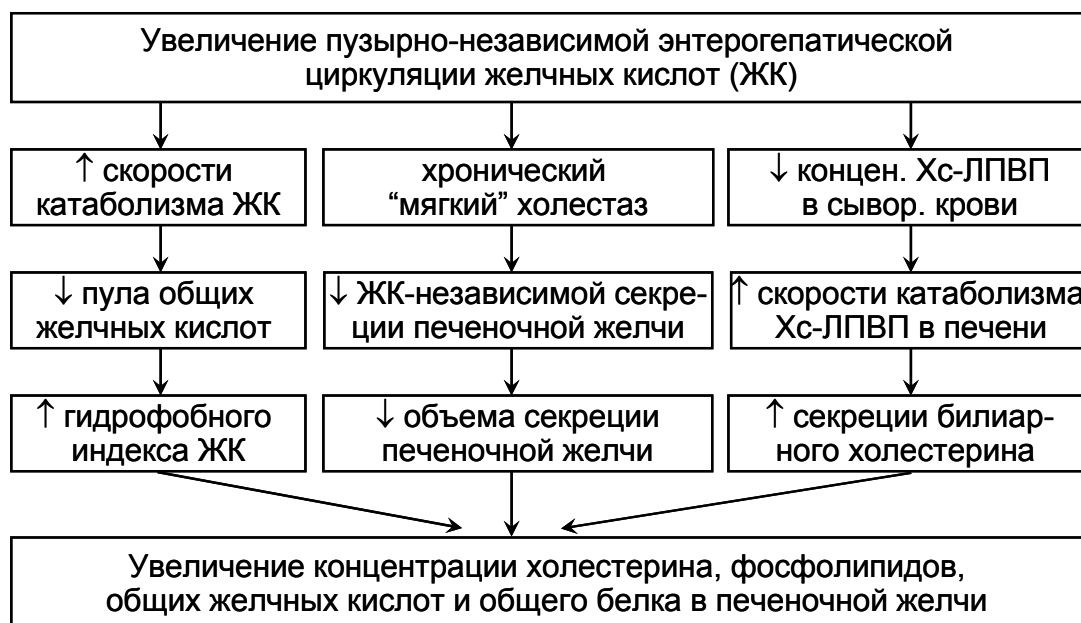 Увеличение пузырно-независимой энтерогепатической
циркуляции желчных кислот (ЖК)
↑ скорости
катаболизма ЖК
хронический
“мягкий” холестаз
↓ концен. Хс-ЛПВП
в сывор. крови
↓ пула общих
желчных кислот
↓ ЖК-независимой секре-
ции печеночной желчи
↑ скорости катаболизма
Хс-ЛПВП в печени
↑ гидрофобного
индекса ЖК
↓ объема секреции
печеночной желчи
↑ секреции билиар-
ного холестерина
Увеличение концентрации холестерина, фосфолипидов,
общих желчных кислот и общего белка в печеночной желчи